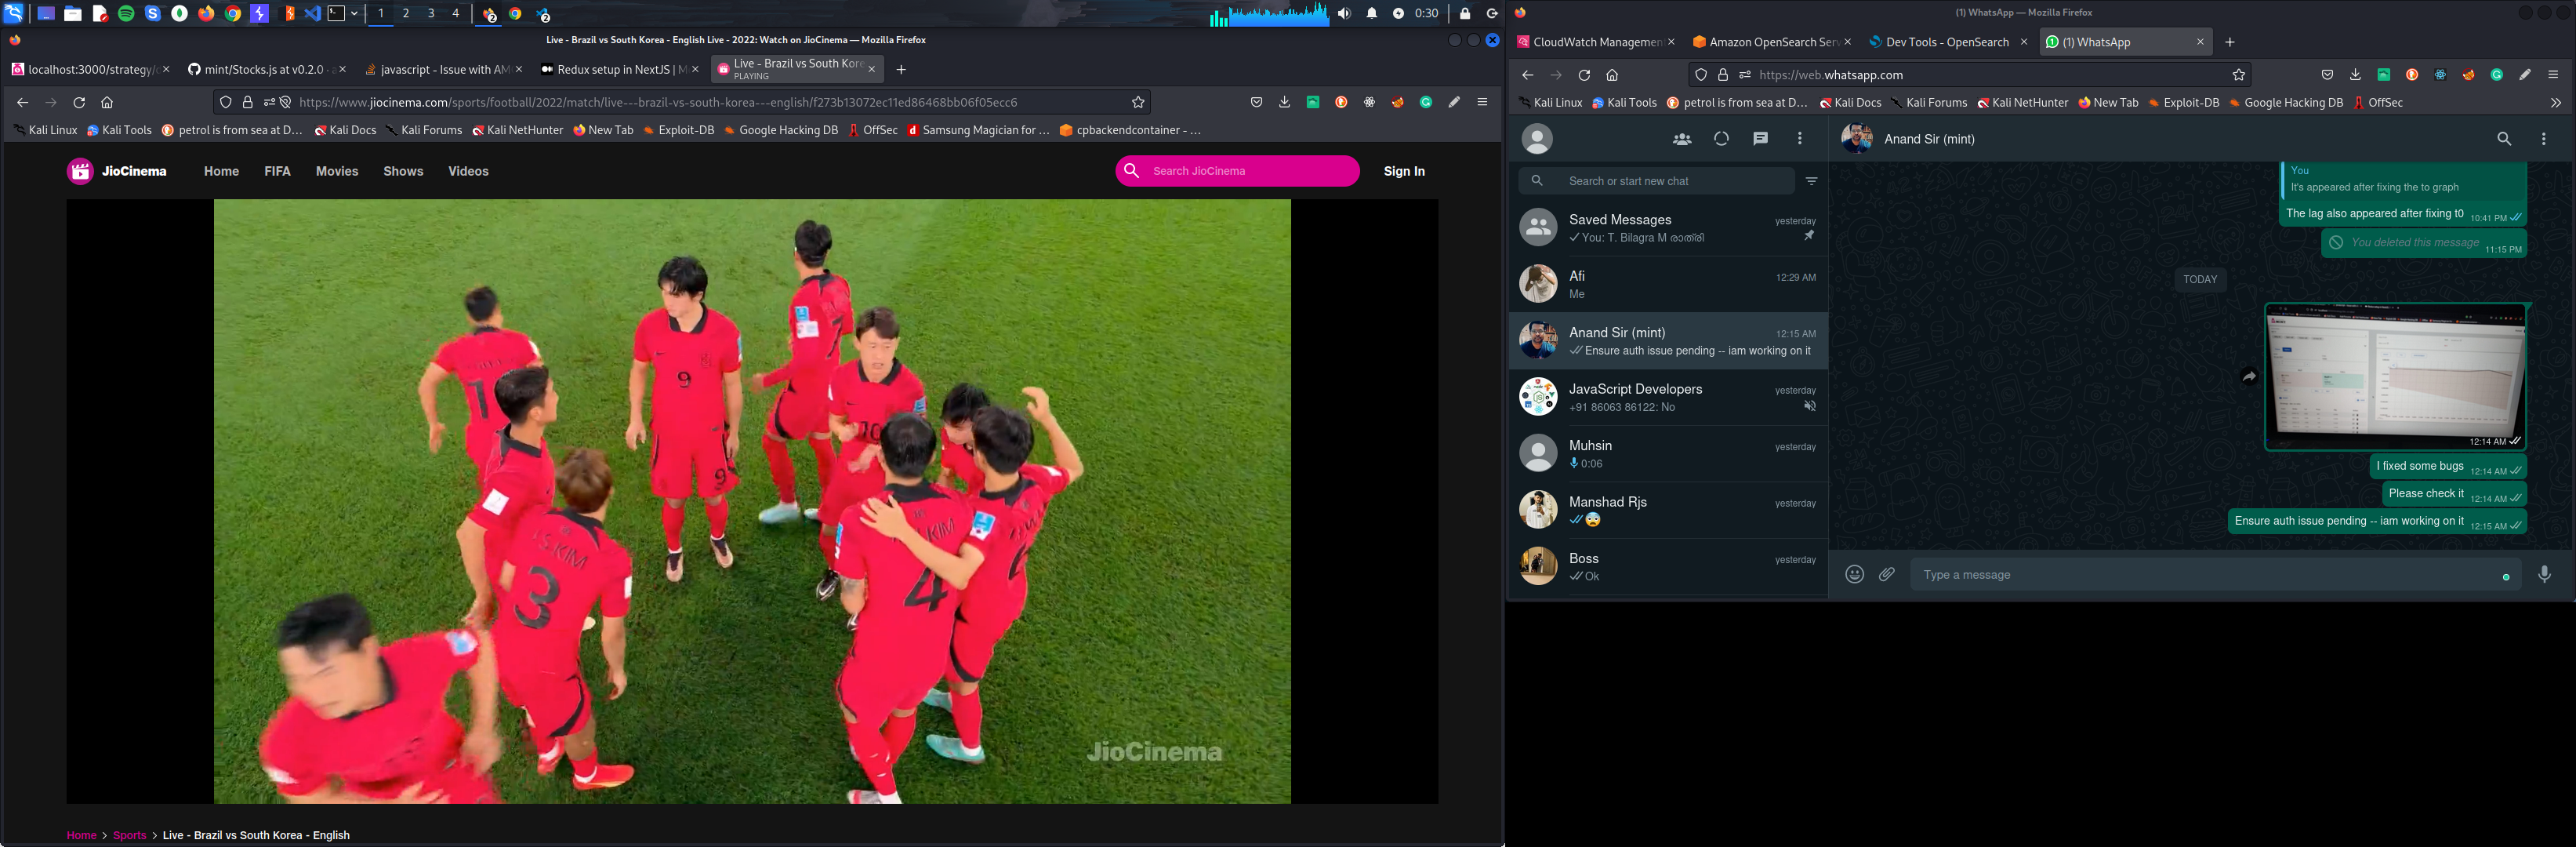 0:30
1 2 3 4
Live - Brazil vs South Korea - English Live - 2022: Watch on JioCinema — Mozilla Firefox
localhost:3000/strategy/
mint/Stocks.js at v0.2.0 · a
javascript - Issue with AM
Redux setup in NextJS | M
Live - Brazil vs South Kore
PLAYING
https://www.jiocinema.com/sports/football/2022/match/live---brazil-vs-south-korea---english/f273b13072ec11ed86468bb06f05ecc6
Kali Linux Kali Tools petrol is from sea at D… Kali Docs Kali Forums Kali NetHunter New Tab Exploit-DB Google Hacking DB OffSec Samsung Magician for … cpbackendcontainer - …
JioCinema Home FIFA Movies Shows Videos Search JioCinema Sign In
9
9
7
10
1
J.S.KIM
3
KIM
4
JioCinema
Home > Sports > Live - Brazil vs South Korea - English
(1) WhatsApp — Mozilla Firefox
CloudWatch Management
Amazon OpenSearch Serv
Dev Tools - OpenSearch
(1) WhatsApp
https://web.whatsapp.com
Kali Linux Kali Tools petrol is from sea at D… Kali Docs Kali Forums Kali NetHunter New Tab Exploit-DB Google Hacking DB OffSec
Search or start new chat
Saved Messages yesterday
You: T. Bilagra M രാത്രി
Afi 12:29 AM
Me
Anand Sir (mint) 12:15 AM
Ensure auth issue pending -- iam working on it
JavaScript Developers yesterday
+91 86063 86122: No
Muhsin yesterday
0:06
Manshad Rjs yesterday
😨
Boss yesterday
Ok
Anand Sir (mint)
You
It's appeared after fixing the to graph
The lag also appeared after fixing t0 10:41 PM
You deleted this message 11:15 PM
TODAY
12:14 AM
I fixed some bugs 12:14 AM
Please check it 12:14 AM
Ensure auth issue pending -- iam working on it 12:15 AM
Type a message